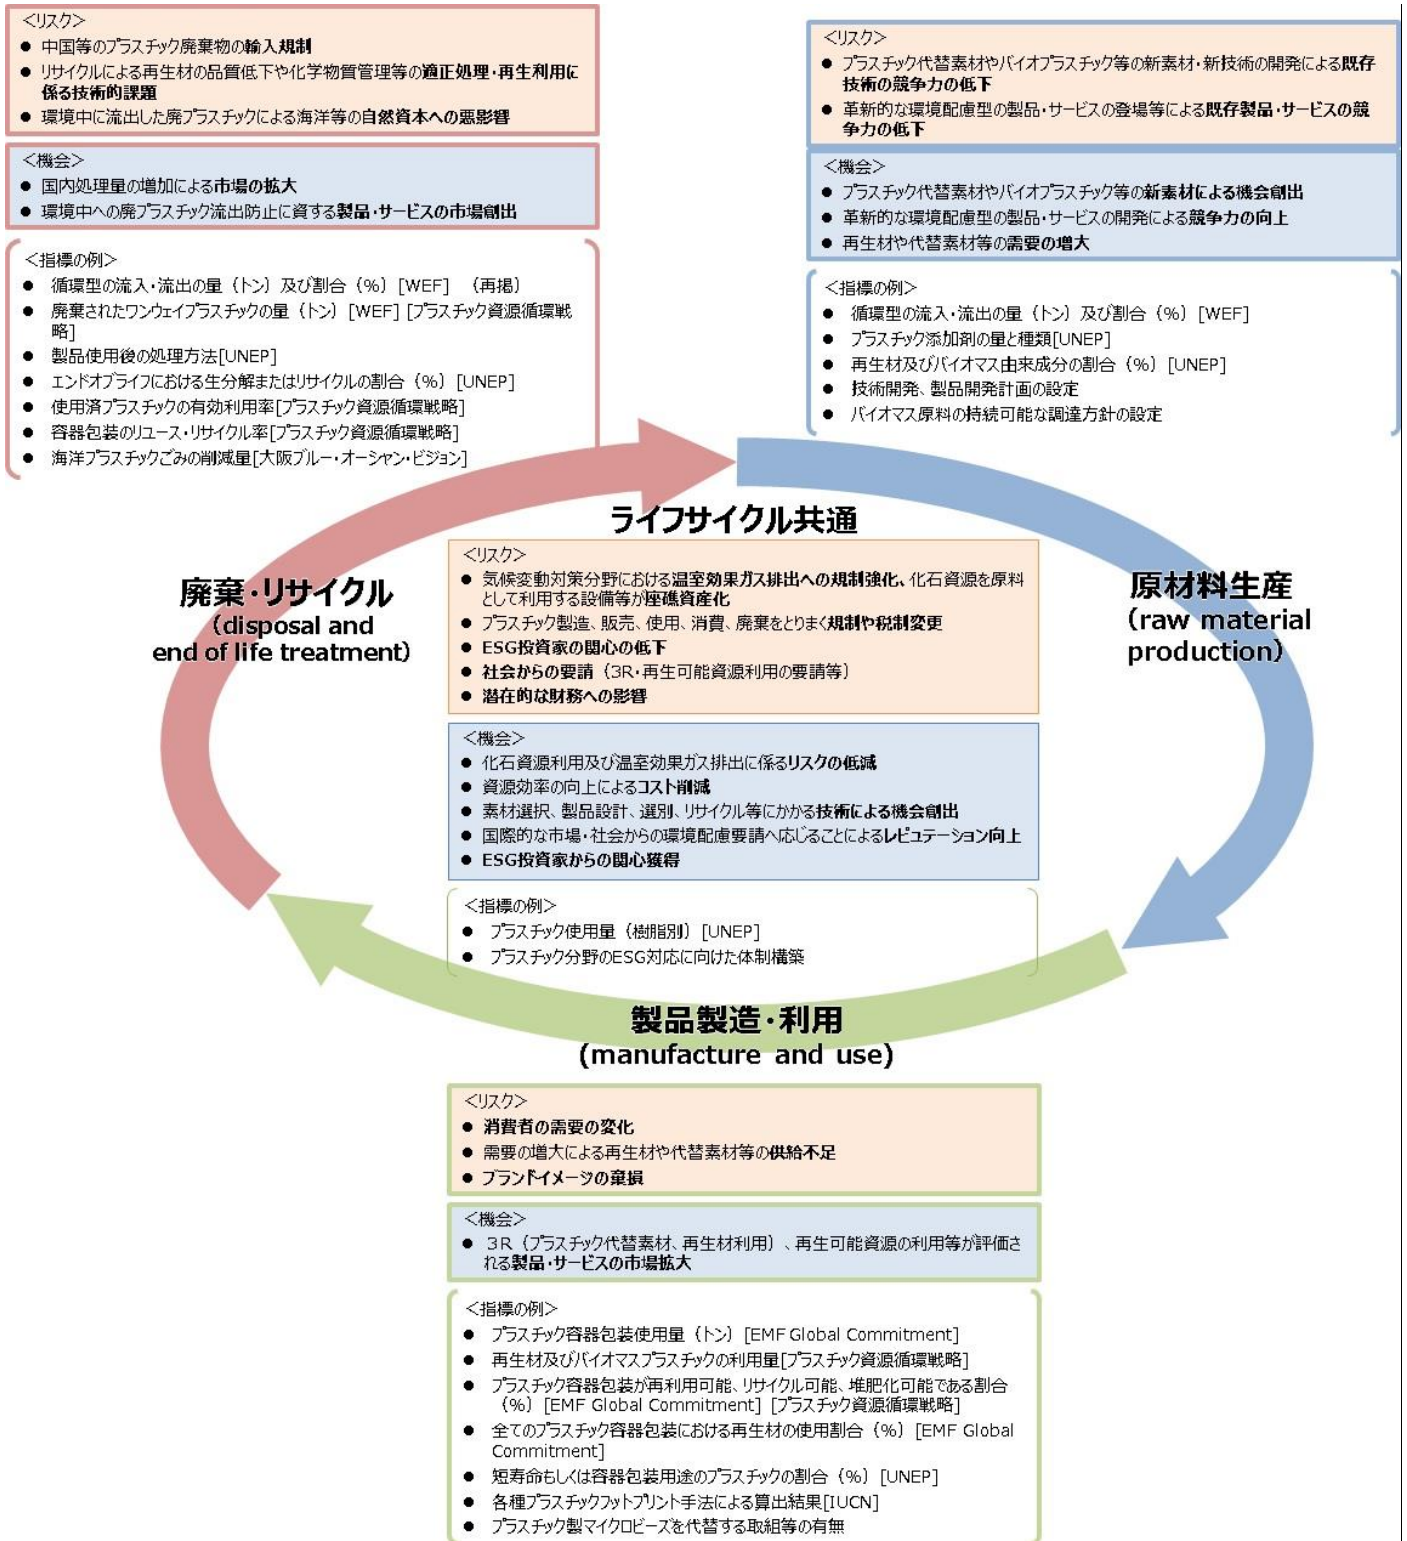 ＜リスク＞
● 中国等のプラスチック廃棄物の輸入規制
● リサイクルによる再生材の品質低下や化学物質管理等の適正処理・再生利用に
係る技術的課題
● 環境中に流出した廃プラスチックによる海洋等の自然資本への悪影響
＜機会＞
● 国内処理量の増加による市場の拡大
● 環境中への廃プラスチック流出防止に資する製品・サービスの市場創出
＜指標の例＞
● 循環型の流入・流出の量（トン）及び割合（%）[WEF]　（再掲）
● 廃棄されたワンウェイプラスチックの量（トン）[WEF] [プラスチック資源循環戦
略]
● 製品使用後の処理方法[UNEP]
● エンドオブライフにおける生分解またはリサイクルの割合（%）[UNEP]
● 使用済プラスチックの有効利用率[プラスチック資源循環戦略]
● 容器包装のリユース・リサイクル率[プラスチック資源循環戦略]
● 海洋プラスチックごみの削減量[大阪ブルー・オーシャン・ビジョン]
＜リスク＞
● プラスチック代替素材やバイオプラスチック等の新素材・新技術の開発による既存
技術の競争力の低下
● 革新的な環境配慮型の製品・サービスの登場等による既存製品・サービスの競
争力の低下
＜機会＞
● プラスチック代替素材やバイオプラスチック等の新素材による機会創出
● 革新的な環境配慮型の製品・サービスの開発による競争力の向上
● 再生材や代替素材等の需要の増大
＜指標の例＞
● 循環型の流入・流出の量（トン）及び割合（%）[WEF]
● プラスチック添加剤の量と種類[UNEP]
● 再生材及びバイオマス由来成分の割合（%）[UNEP]
● 技術開発、製品開発計画の設定
● バイオマス原料の持続可能な調達方針の設定
ライフサイクル共通
＜リスク＞
● 気候変動対策分野における温室効果ガス排出への規制強化、化石資源を原料
として利用する設備等が座礁資産化
● プラスチック製造、販売、使用、消費、廃棄をとりまく規制や税制変更
● ESG投資家の関心の低下
● 社会からの要請（3R・再生可能資源利用の要請等）
● 潜在的な財務への影響
＜機会＞
● 化石資源利用及び温室効果ガス排出に係るリスクの低減
● 資源効率の向上によるコスト削減
● 素材選択、製品設計、選別、リサイクル等にかかる技術による機会創出
● 国際的な市場・社会からの環境配慮要請へ応じることによるレピュテーション向上
● ESG投資家からの関心獲得
＜指標の例＞
● プラスチック使用量（樹脂別）[UNEP]
● プラスチック分野のESG対応に向けた体制構築
廃棄・リサイクル
(disposal and
end of life treatment)
原材料生産
(raw material
production)
製品製造・利用
(manufacture and use)
＜リスク＞
● 消費者の需要の変化
● 需要の増大による再生材や代替素材等の供給不足
● ブランドイメージの棄損
＜機会＞
● ３R（プラスチック代替素材、再生材利用）、再生可能資源の利用等が評価さ
れる製品・サービスの市場拡大
＜指標の例＞
● プラスチック容器包装使用量（トン）[EMF Global Commitment]
● 再生材及びバイオマスプラスチックの利用量[プラスチック資源循環戦略]
● プラスチック容器包装が再利用可能、リサイクル可能、堆肥化可能である割合
（%）[EMF Global Commitment] [プラスチック資源循環戦略]
● 全てのプラスチック容器包装における再生材の使用割合（%）[EMF Global
Commitment]
● 短寿命もしくは容器包装用途のプラスチックの割合（%）[UNEP]
● 各種プラスチックフットプリント手法による算出結果[IUCN]
● プラスチック製マイクロビーズを代替する取組等の有無